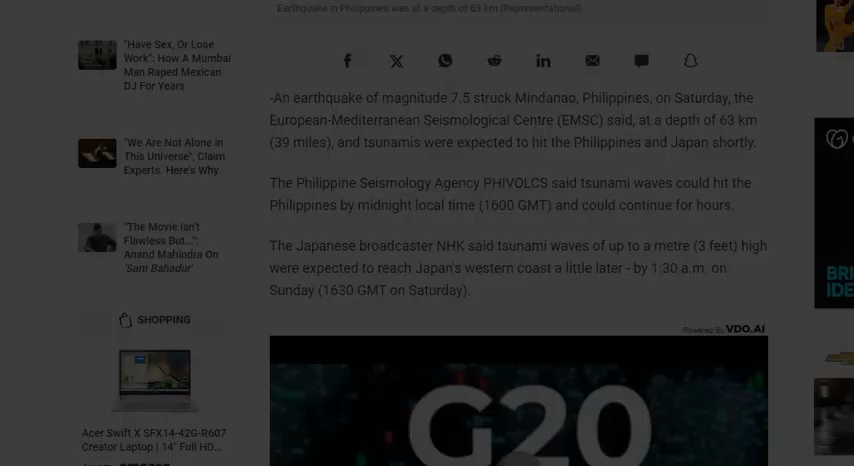 Earthquake in Philippines was at a depth of 63 km (Representational)
"Have Sex, Or Lose
Work": How A Mumbai
Man Raped Mexican
DJ For Years
"We Are Not Alone in
This Universe", Claim
Experts. Here's Why
"The Movie Isn't
Flawless But...":
Anand Mahindra On
'Sam Bahadur'
SHOPPING
Acer Swift X SFX14-42G-R607
Creator Laptop | 14" Full HD...
-An earthquake of magnitude 7.5 struck Mindanao, Philippines, on Saturday, the
European-Mediterranean Seismological Centre (EMSC) said, at a depth of 63 km
(39 miles), and tsunamis were expected to hit the Philippines and Japan shortly.
The Philippine Seismology Agency PHIVOLCS said tsunami waves could hit the
Philippines by midnight local time (1600 GMT) and could continue for hours.
The Japanese broadcaster NHK said tsunami waves of up to a metre (3 feet) high
were expected to reach Japan's western coast a little later - by 1:30 a.m. on
Sunday (1630 GMT on Saturday).
Powered By VDO.AI
G20
BRI
IDE